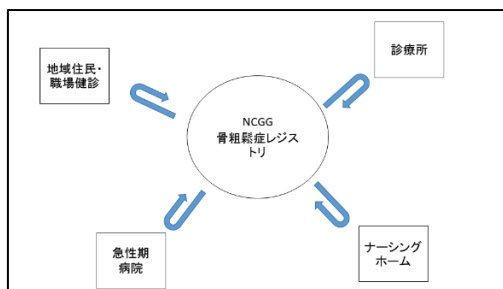 地域住民・
職場健診
診療所
NCGG
骨粗鬆症レジス
トリ
急性期
病院
ナーシング
ホーム